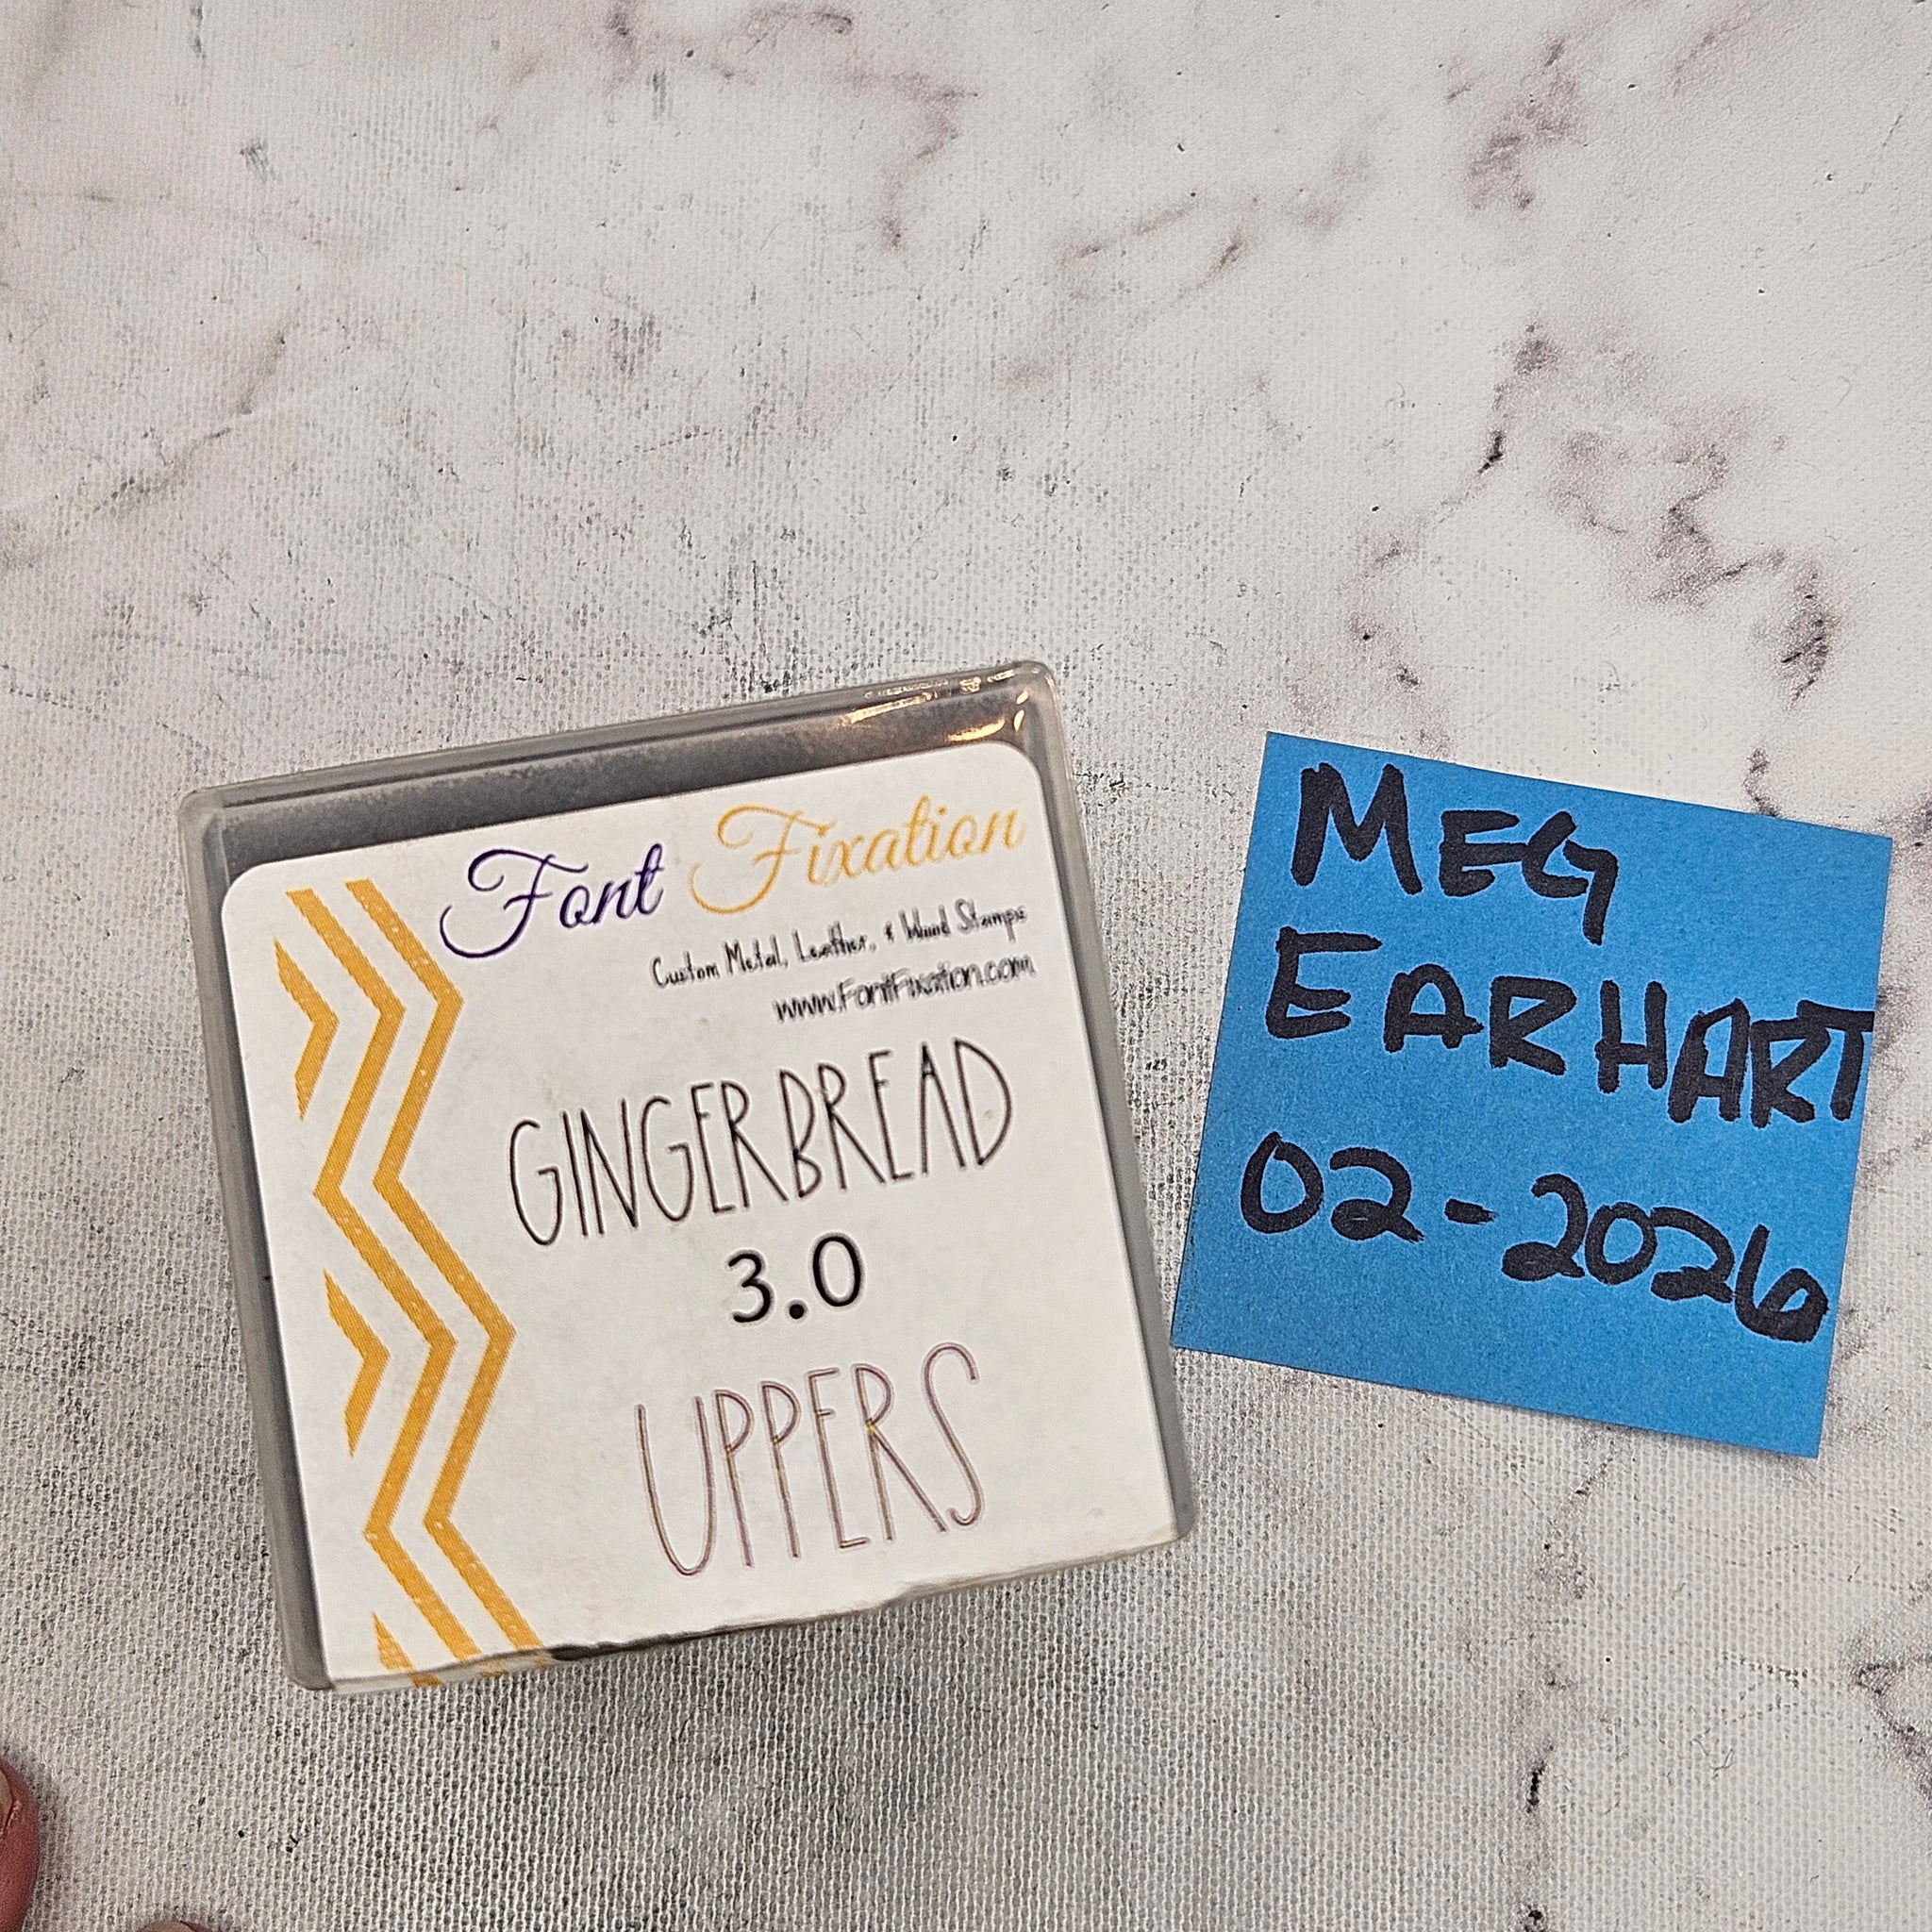 Font Fixation
Custom Metal, Leather, & Wood Stamps
www.FontFixation.com
GINGERBREAD
3.0
UPPERS
MEG
EARHART
02-2026